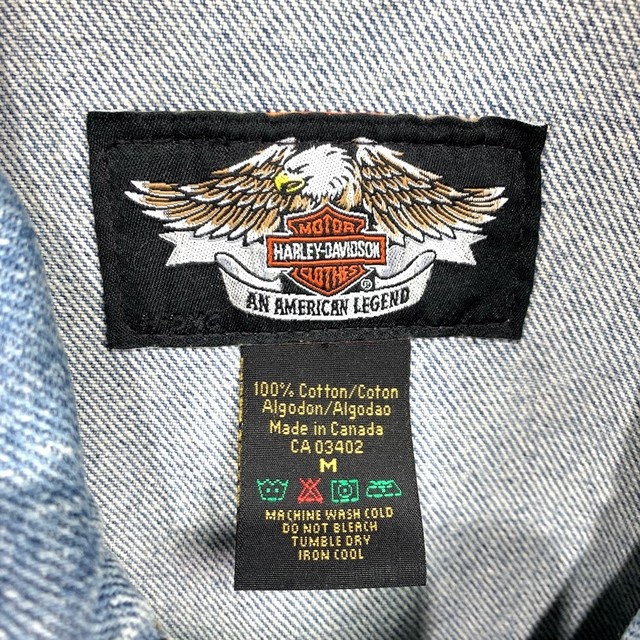 MOTOR
HARLEY-DAVIDSON
CLOTHES
®
AN AMERICAN LEGEND
100% Cotton/Coton
Algodon/Algodao
Made in Canada
CA 03402
M
MACHINE WASH COLD
DO NOT BLEACH
TUMBLE DRY
IRON COOL